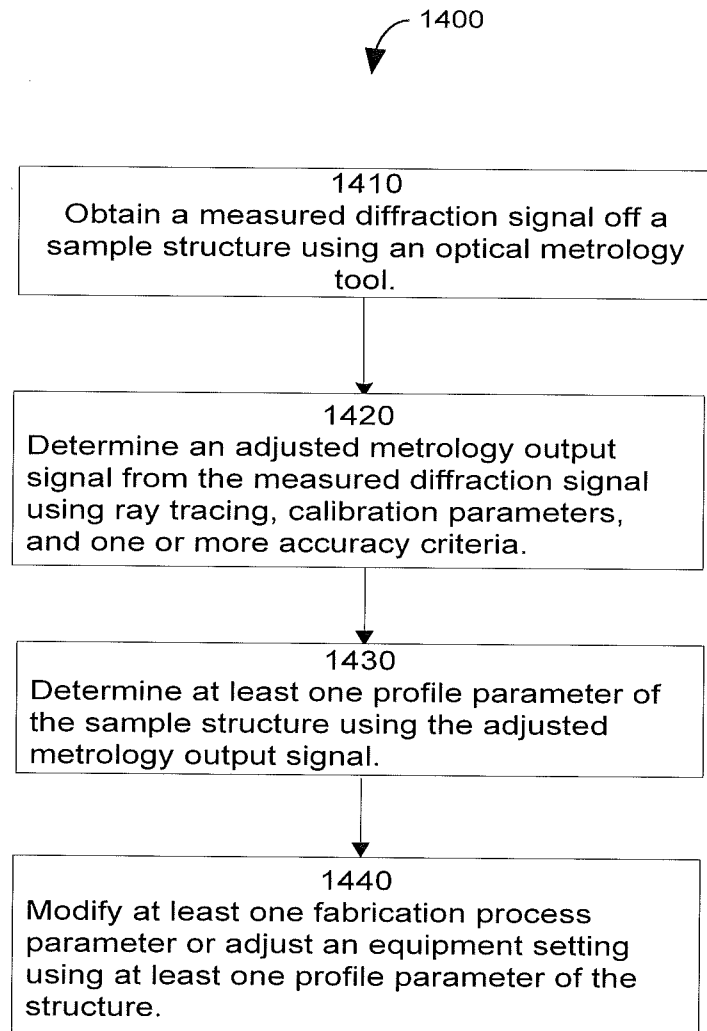 1400
1410
Obtain a measured diffraction signal off a
sample structure using an optical metrology
tool.
1420
Determine an adjusted metrology output
signal from the measured diffraction signal
using ray tracing, calibration parameters,
and one or more accuracy criteria.
1430
Determine at least one profile parameter of
the sample structure using the adjusted
metrology output signal.
1440
Modify at least one fabrication process
parameter or adjust an equipment setting
using at least one profile parameter of the
structure.